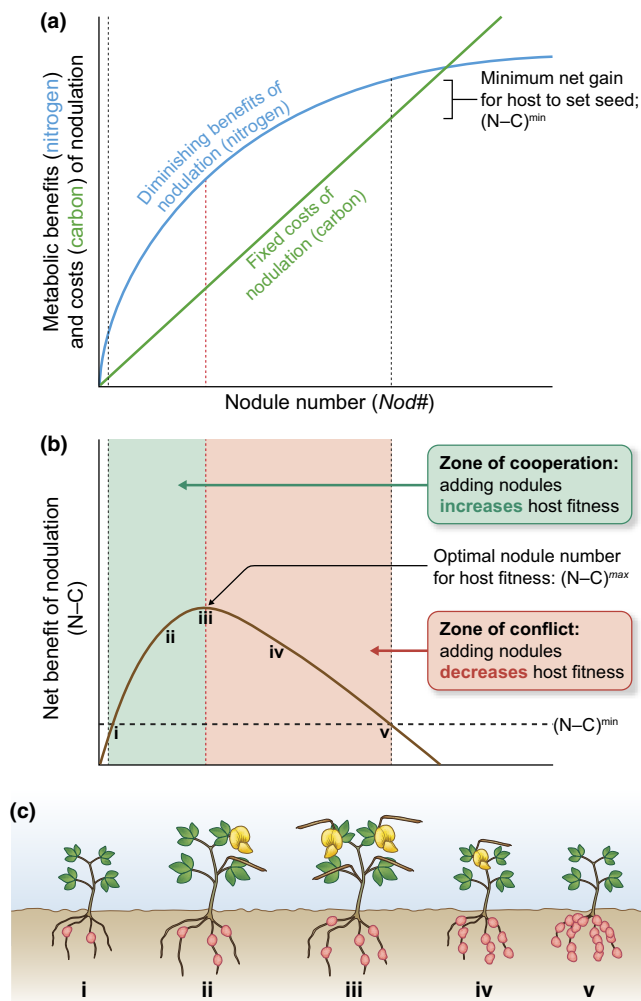 (a)
Metabolic benefits (nitrogen)
and costs (carbon) of nodulation
Diminishing benefits of
nodulation (nitrogen)
Fixed costs of
nodulation (carbon)
Minimum net gain
for host to set seed;
(N–C)min
Nodule number (Nod#)
(b)
Net benefit of nodulation
(N–C)
Zone of cooperation:
adding nodules
increases host fitness
Optimal nodule number
for host fitness: (N–C)max
Zone of conflict:
adding nodules
decreases host fitness
(N–C)min
i
ii
iii
iv
v
(c)
i
ii
iii
iv
v